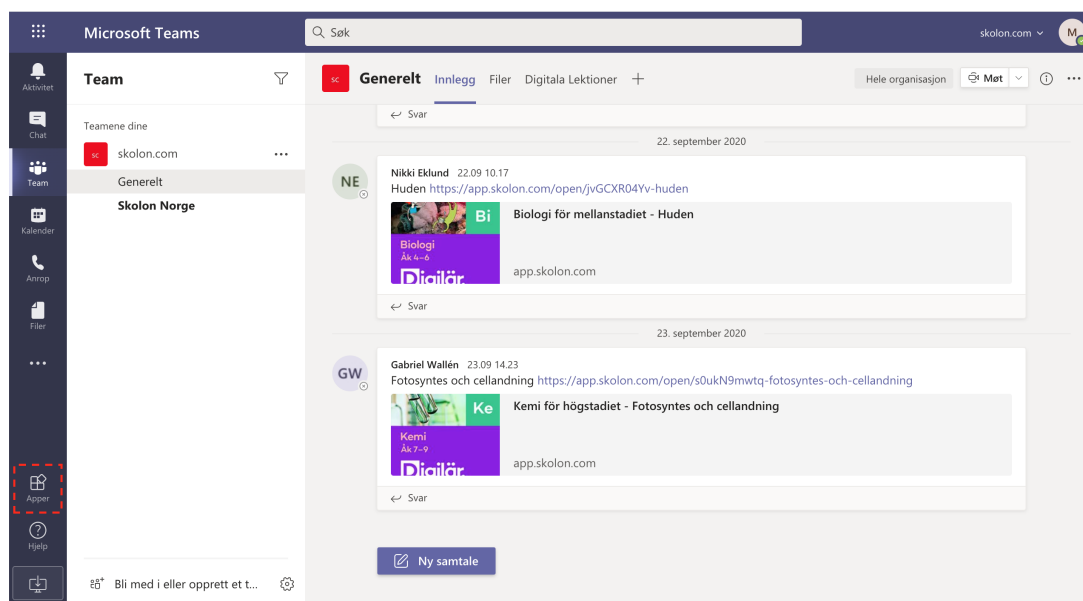 Microsoft Teams
Søk
skolon.com
M
Aktivitet
Chat
Team
Kalender
Anrop
Filer
Apper
Hjelp
Team
Teamene dine
sc skolon.com
Generelt
Skolon Norge
Bli med i eller opprett et t...
sc Generelt Innlegg Filer Digitala Lektioner
Hele organisasjon
Møt
Svar
22. september 2020
NE
Nikki Eklund 22.09 10.17
Huden https://app.skolon.com/open/jvGCXR04Yv-huden
Bi
Biologi
Åk 4–6
Digilär
Biologi för mellanstadiet - Huden
app.skolon.com
Svar
23. september 2020
GW
Gabriel Wallén 23.09 14.23
Fotosyntes och cellandning https://app.skolon.com/open/s0ukN9mwtq-fotosyntes-och-cellandning
Ke
Kemi
Åk 7–9
Digilär
Kemi för högstadiet - Fotosyntes och cellandning
app.skolon.com
Svar
Ny samtale